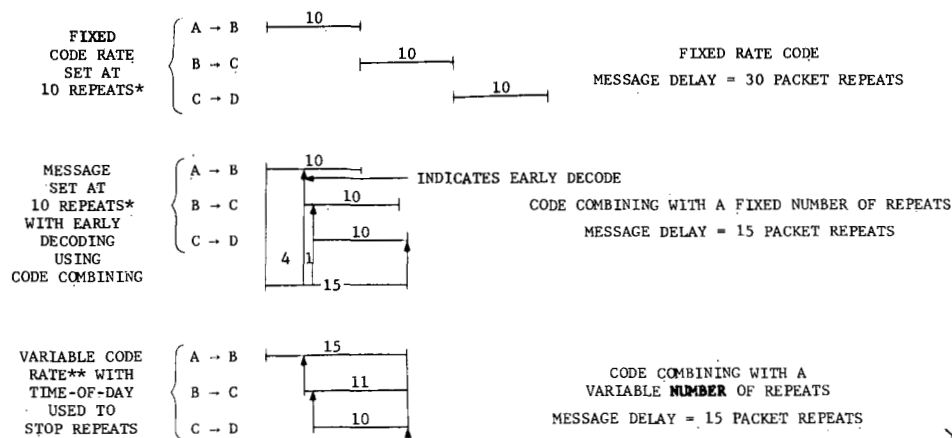 FIXED
CODE RATE
SET AT
10 REPEATS*
A → B
B → C
C → D
10
10
10
FIXED RATE CODE
MESSAGE DELAY = 30 PACKET REPEATS
MESSAGE
SET AT
10 REPEATS*
WITH EARLY
DECODING
USING
CODE COMBINING
A → B
B → C
C → D
10
INDICATES EARLY DECODE
10
10
4
1
15
CODE COMBINING WITH A FIXED NUMBER OF REPEATS
MESSAGE DELAY = 15 PACKET REPEATS
VARIABLE CODE
RATE** WITH
TIME-OF-DAY
USED TO
STOP REPEATS
A → B
B → C
C → D
15
11
10
CODE COMBINING WITH A
VARIABLE NUMBER OF REPEATS
MESSAGE DELAY = 15 PACKET REPEATS